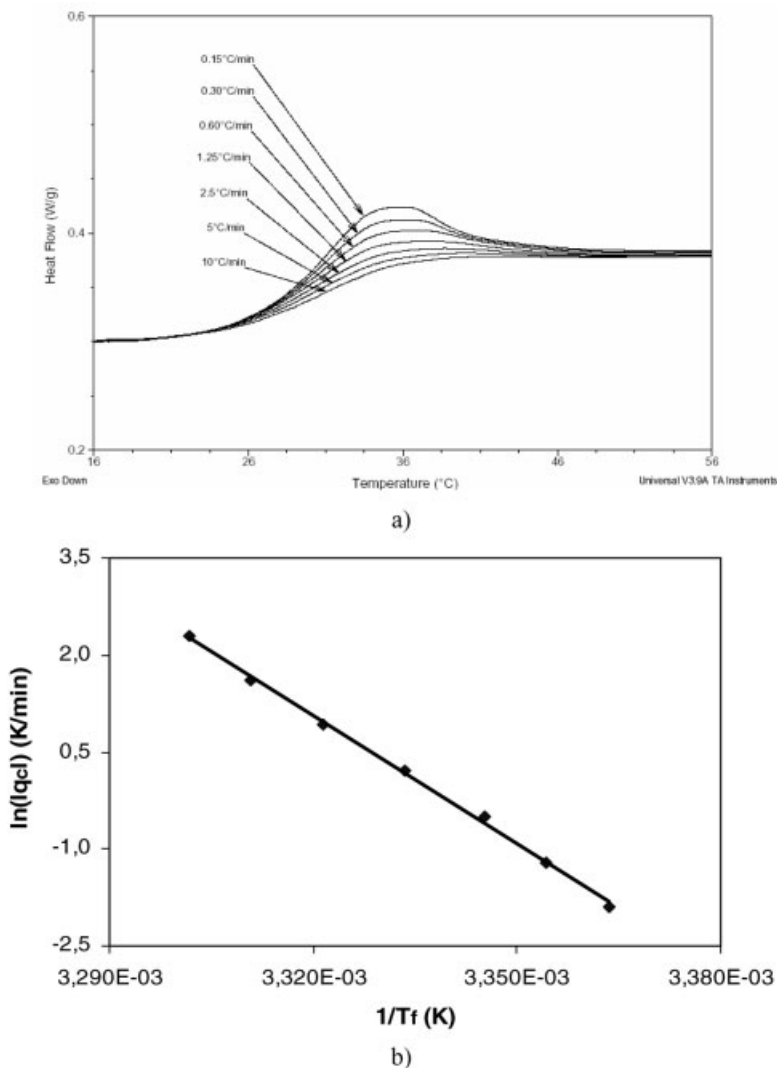 0.6
0.15°C/min
0.30°C/min
0.60°C/min
1.25°C/min
2.5°C/min
5°C/min
10°C/min
Heat Flow (W/g)
0.4
0.2
16
26
36
46
56
Exo Down
Temperature (°C)
Universal V3.9A TA Instruments
a)
3,5
2,0
0,5
-1,0
-2,5
ln(lqcl) (K/min)
3,290E-03
3,320E-03
3,350E-03
3,380E-03
1/Tf (K)
b)